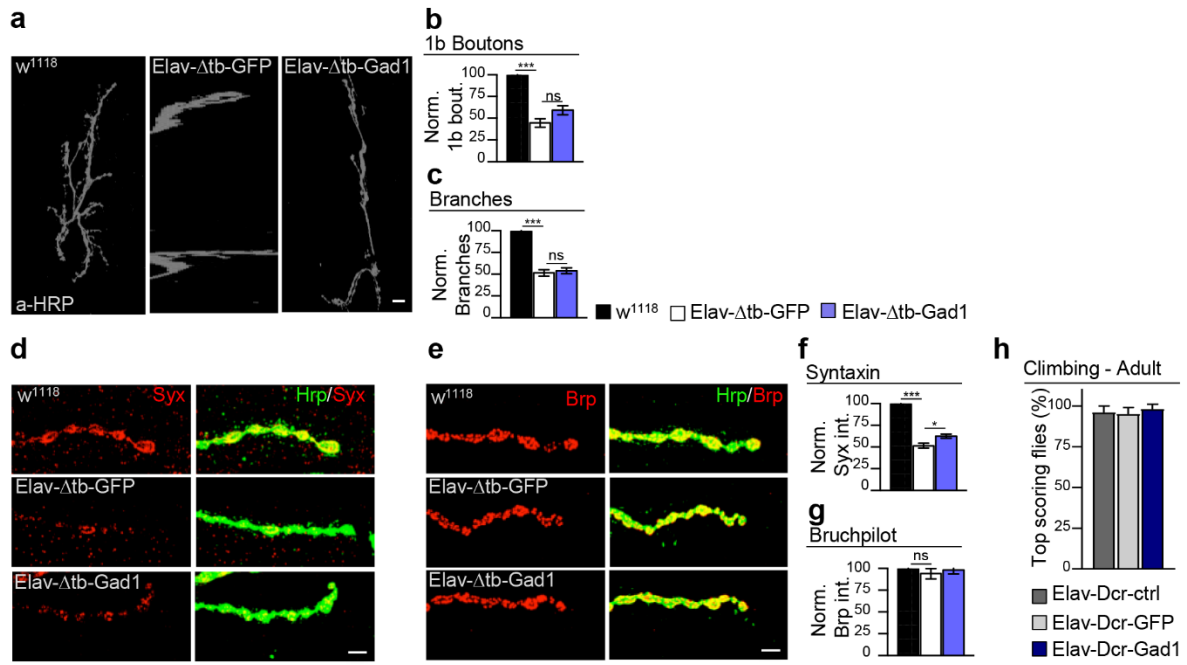 a
w1118
Elav-Δtb-GFP
Elav-Δtb-Gad1
a-HRP
b
1b Boutons
Norm.
1b bout.
100
75
50
25
0
***
ns
c
Branches
Norm.
Branches
100
50
0
***
ns
w1118
Elav-Δtb-GFP
Elav-Δtb-Gad1
d
w1118
Syx
Hrp/Syx
Elav-Δtb-GFP
Elav-Δtb-Gad1
e
w1118
Brp
Hrp/Brp
Elav-Δtb-GFP
Elav-Δtb-Gad1
f
Syntaxin
Norm.
Syx int.
100
50
75
0
***
*
g
Bruchpilot
Norm.
Brp int.
100
75
50
25
0
ns
h
Climbing - Adult
Top scoring flies (%)
100
75
50
25
0
Elav-Dcr-ctrl
Elav-Dcr-GFP
Elav-Dcr-Gad1